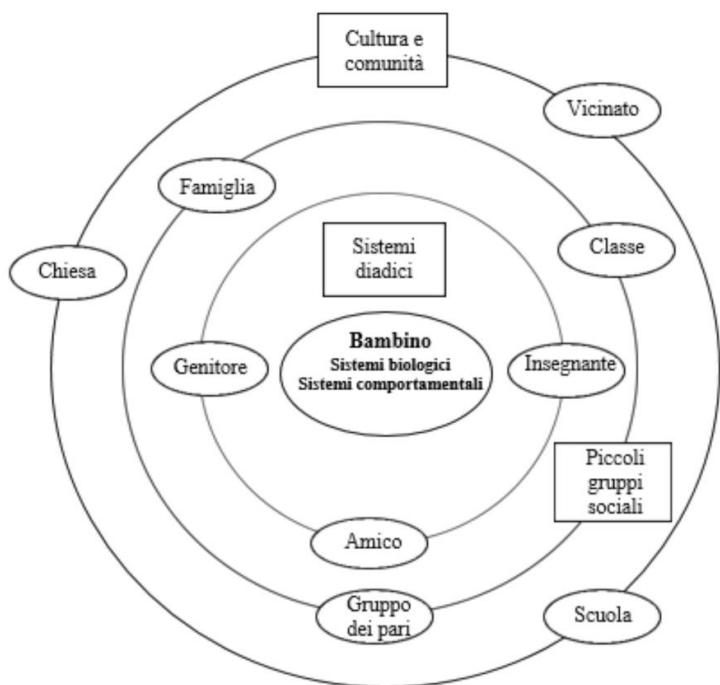 Cultura e
comunità
Vicinato
Famiglia
Classe
Sistemi
diadici
Chiesa
Bambino
Sistemi biologici
Sistemi comportamentali
Genitore
Insegnante
Piccoli
gruppi
sociali
Amico
Gruppo
dei pari
Scuola